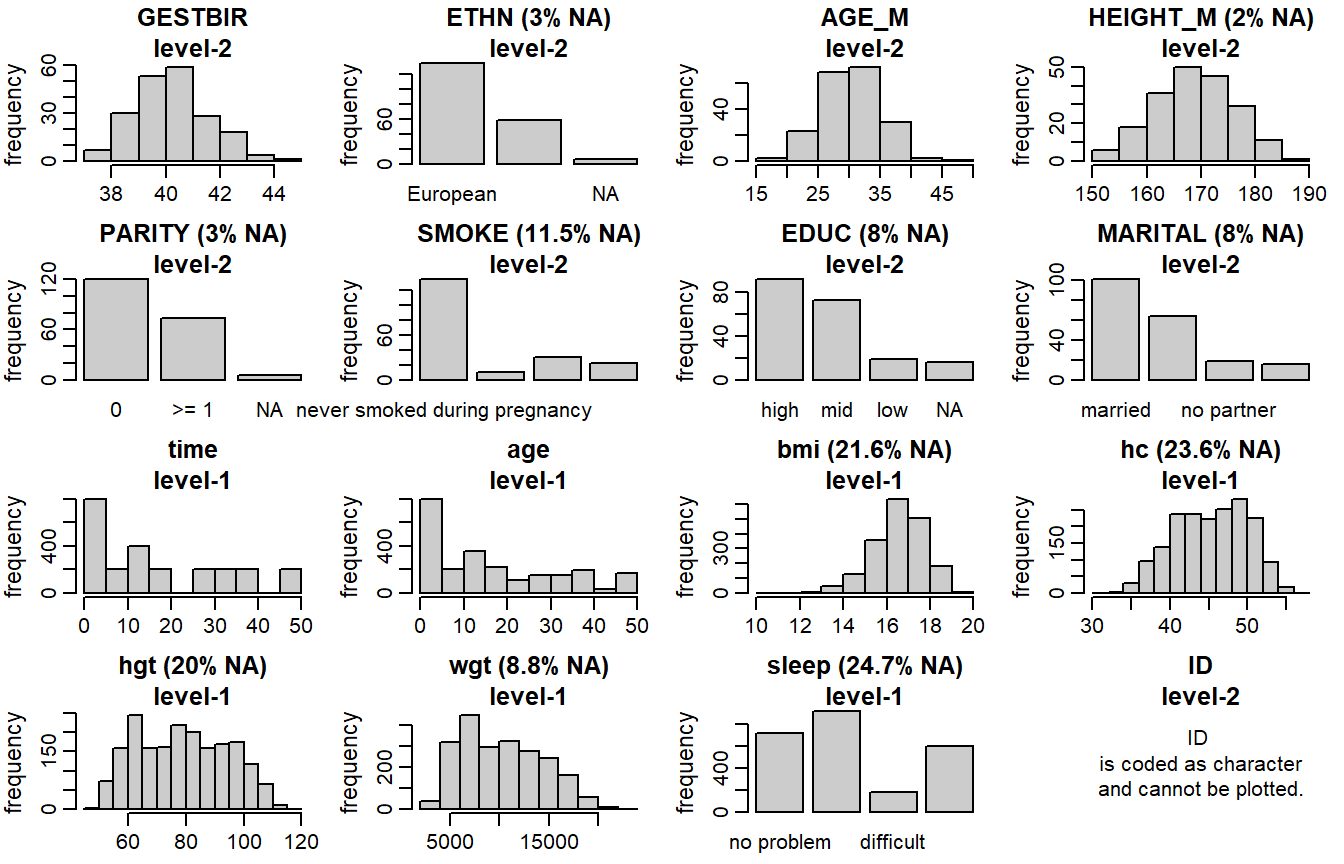 GESTBIR
level-2
frequency
0 30 60
38 40 42 44
ETHN (3% NA)
level-2
frequency
0 60
European NA
AGE_M
level-2
frequency
0 40
15 25 35 45
HEIGHT_M (2% NA)
level-2
frequency
0 20 50
150 160 170 180 190
PARITY (3% NA)
level-2
frequency
0 60 120
0 >= 1 NA
SMOKE (11.5% NA)
level-2
frequency
0 60
never smoked during pregnancy
EDUC (8% NA)
level-2
frequency
0 40 80
high mid low NA
MARITAL (8% NA)
level-2
frequency
0 40 100
married no partner
time
level-1
frequency
0 400
0 10 20 30 40 50
age
level-1
frequency
0 400
0 10 20 30 40 50
bmi (21.6% NA)
level-1
frequency
0 300
10 12 14 16 18 20
hc (23.6% NA)
level-1
frequency
0 150
30 40 50
hgt (20% NA)
level-1
frequency
0 150
60 80 100 120
wgt (8.8% NA)
level-1
frequency
0 200
5000 15000
sleep (24.7% NA)
level-1
frequency
0 400
no problem difficult
ID
level-2
ID
is coded as character
and cannot be plotted.